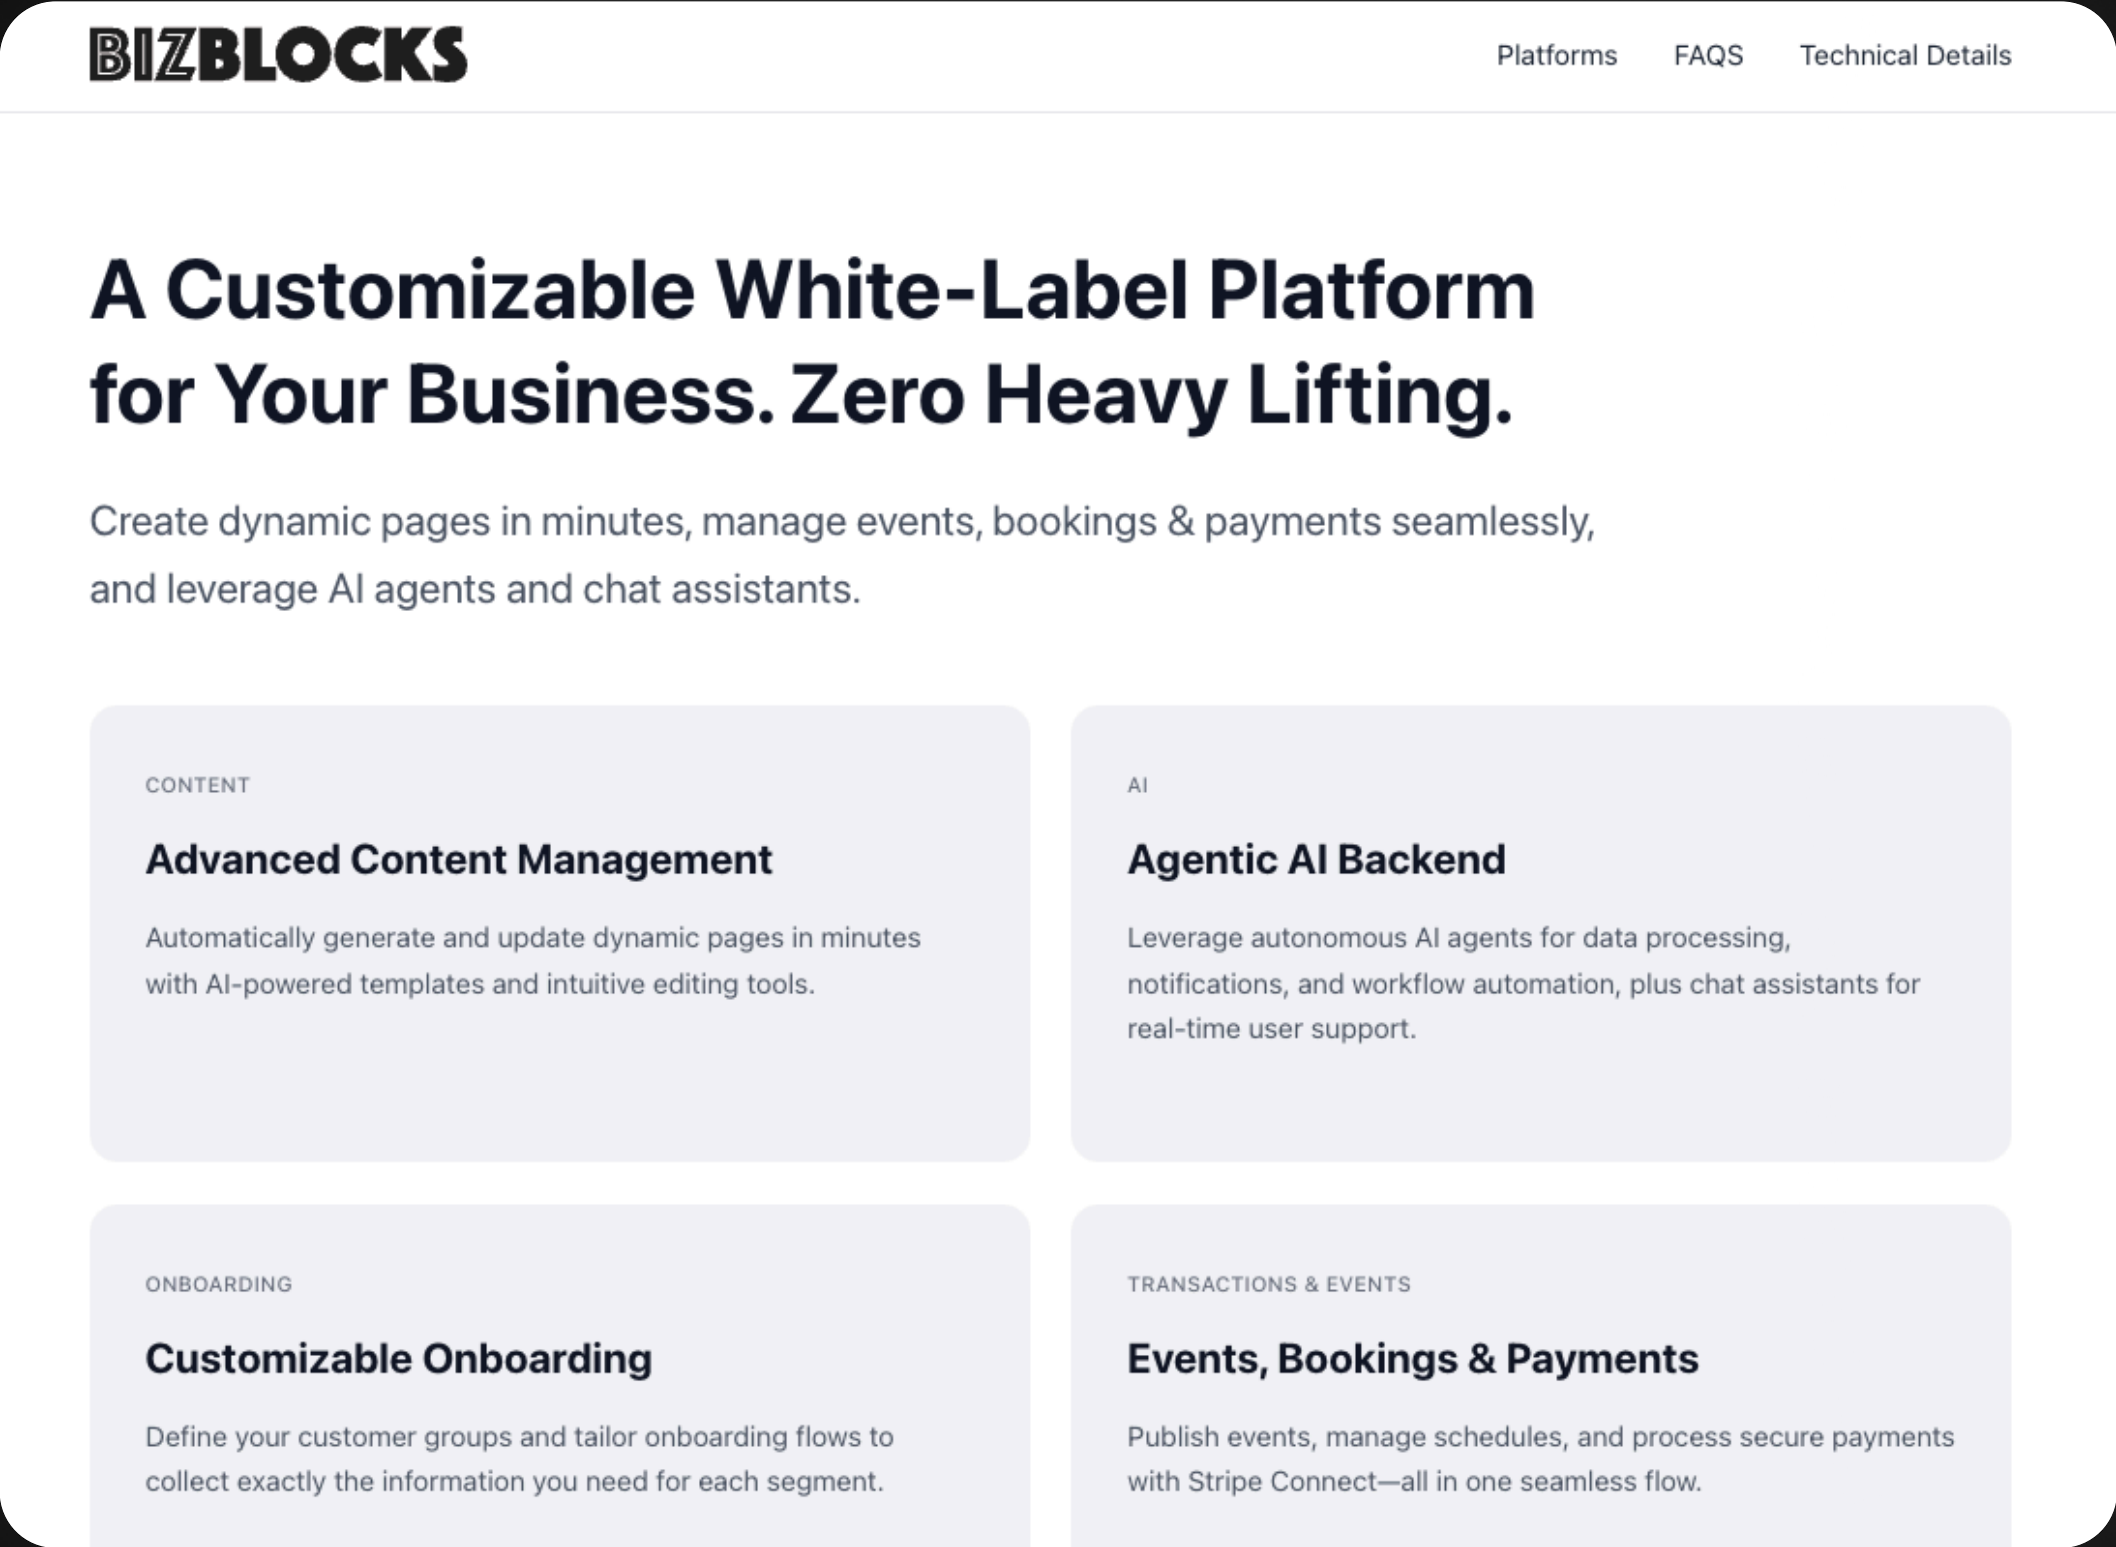 BIZBLOCKS
Platforms FAQS Technical Details
A Customizable White-Label Platform
for Your Business. Zero Heavy Lifting.
Create dynamic pages in minutes, manage events, bookings & payments seamlessly,
and leverage AI agents and chat assistants.
CONTENT
Advanced Content Management
Automatically generate and update dynamic pages in minutes
with AI-powered templates and intuitive editing tools.
AI
Agentic AI Backend
Leverage autonomous AI agents for data processing,
notifications, and workflow automation, plus chat assistants for
real-time user support.
ONBOARDING
Customizable Onboarding
Define your customer groups and tailor onboarding flows to
collect exactly the information you need for each segment.
TRANSACTIONS & EVENTS
Events, Bookings & Payments
Publish events, manage schedules, and process secure payments
with Stripe Connect—all in one seamless flow.